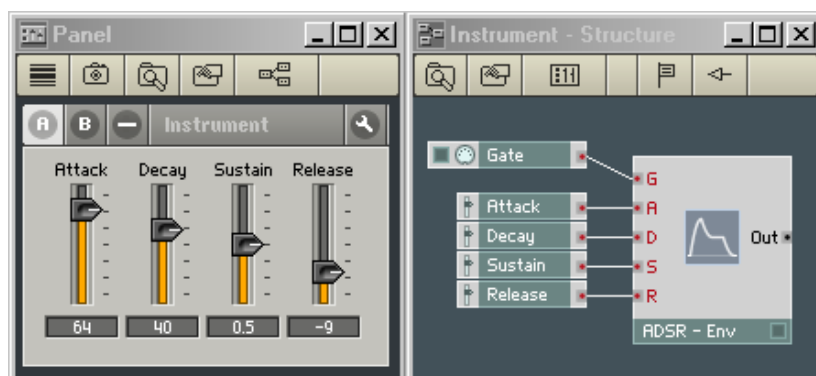 Panel
A B Instrument
Attack Decay Sustain Release
64 40 0.5 -9
Instrument - Structure
Gate
Attack
Decay
Sustain
Release
G
A
D
S
R
Out
ADSR - Env